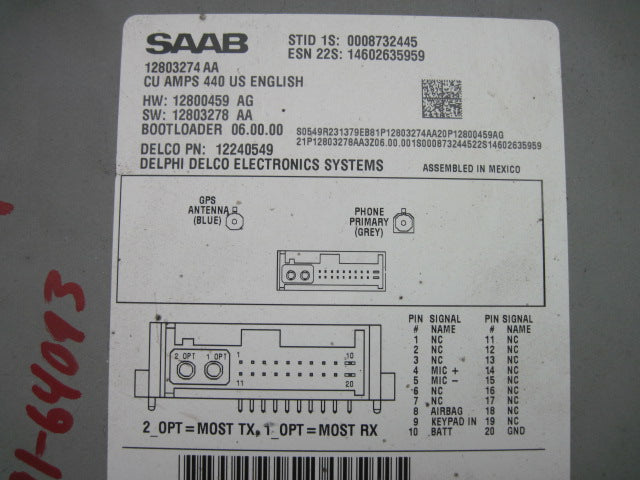 SAAB
STID 1S: 0008732445
ESN 22S: 14602635959
12803274 AA
CU AMPS 440 US ENGLISH
HW: 12800459 AG
SW: 12803278 AA
BOOTLOADER 06.00.00
S0549R231379EB81P12803274AA20P12800459AG
21P12803278AA3Z06.00.001S000873244522S14602635959
DELCO PN: 12240549
DELPHI DELCO ELECTRONICS SYSTEMS
ASSEMBLED IN MEXICO
GPS
ANTENNA
(BLUE)
PHONE
PRIMARY
(GREY)
2_OPT 1_OPT
1 10
11 20
2_OPT = MOST TX, 1_OPT = MOST RX
PIN SIGNAL PIN SIGNAL
# NAME # NAME
1 NC 11 NC
2 NC 12 NC
3 NC 13 NC
4 MIC + 14 NC
5 MIC - 15 NC
6 NC 16 NC
7 NC 17 NC
8 AIRBAG 18 NC
9 KEYPAD IN 19 NC
10 BATT 20 GND
1-64093